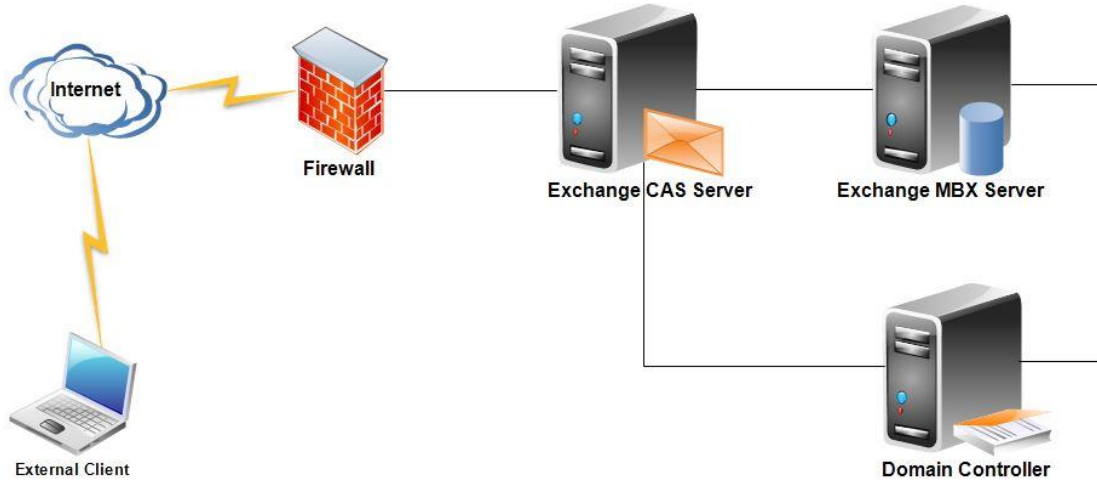 Internet
Firewall
Exchange CAS Server
Exchange MBX Server
External Client
Domain Controller